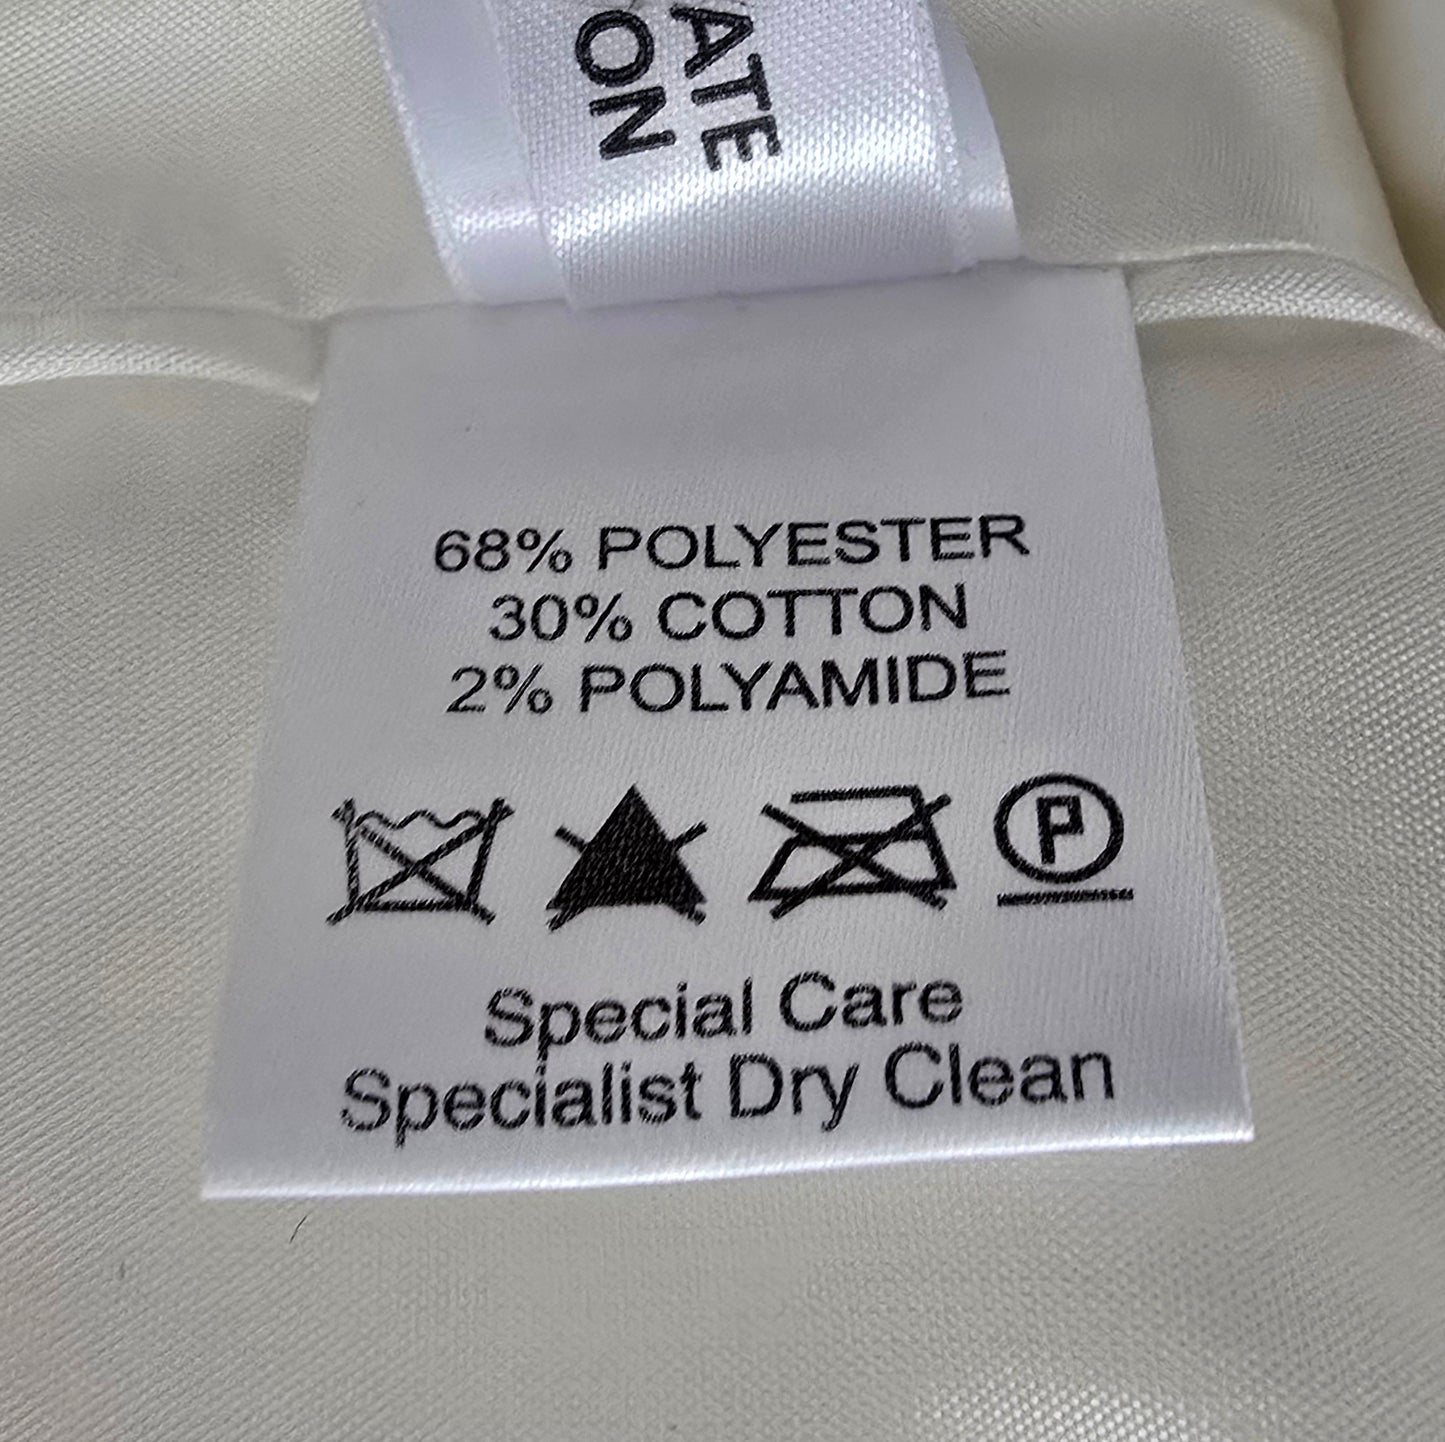 68% POLYESTER
30% COTTON
2% POLYAMIDE
P
Special Care
Specialist Dry Clean